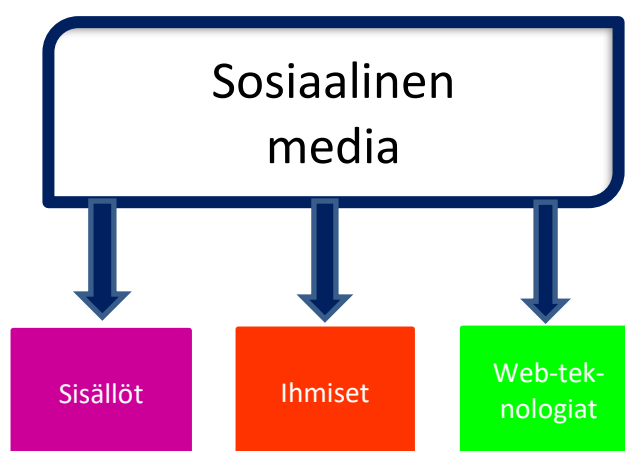 Sosiaalinen
media
Sisällöt
Ihmiset
Web-tek-
nologiat